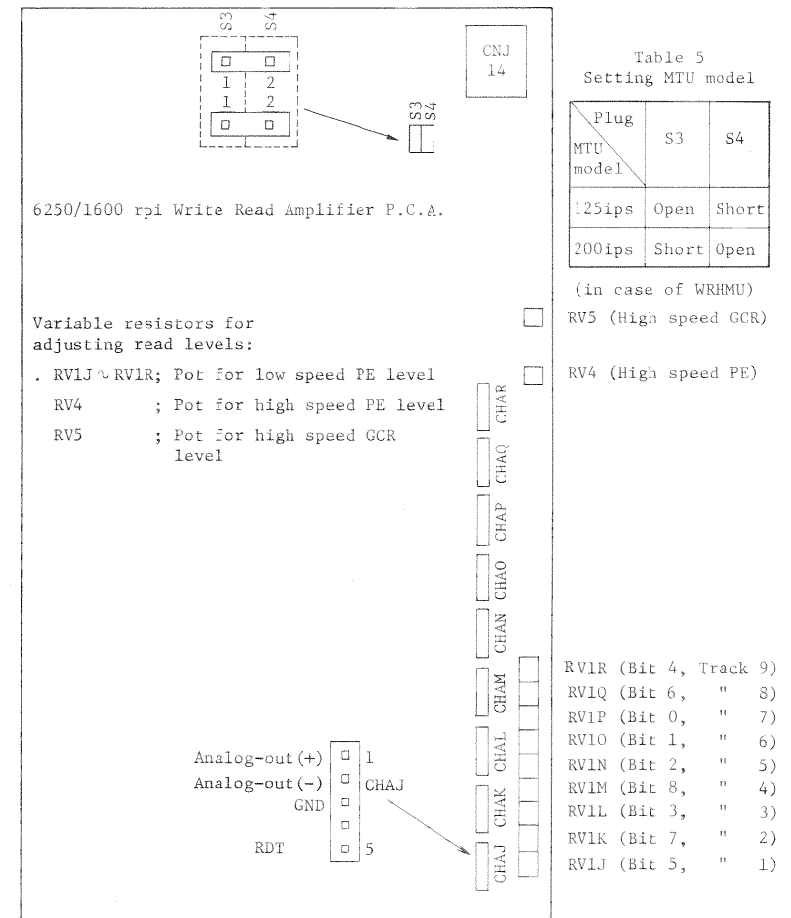 S3 S4
1 2
1 2
S3
S4
CNJ
14
6250/1600 rpi Write Read Amplifier P.C.A.
Variable resistors for
adjusting read levels;
. RV1J ~ RV1R; Pot for low speed PE level
RV4 ; Pot for high speed PE level
RV5 ; Pot for high speed GCR
level
CHAR
CHAQ
CHAP
CHAO
CHAN
CHAM
CHAL
CHAK
CHAJ
Analog-out(+) 1
Analog-out(-) CHAJ
GND
RDT 5
Table 5
Setting MTU model
Plug
MTU
model
S3 S4
125ips Open Short
200ips Short Open
(in case of WRHMU)
RV5 (High speed GCR)
RV4 (High speed PE)
RV1R (Bit 4, Track 9)
RV1Q (Bit 6, " 8)
RV1P (Bit 0, " 7)
RV1O (Bit 1, " 6)
RV1N (Bit 2, " 5)
RV1M (Bit 8, " 4)
RV1L (Bit 3, " 3)
RV1K (Bit 7, " 2)
RV1J (Bit 5, " 1)